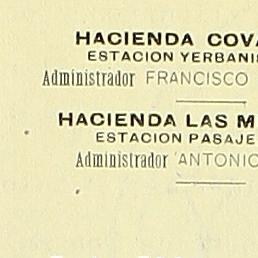 HACIENDA COVA
ESTACION YERBANI
Administrador FRANCISCO
HACIENDA LAS M
ESTACION PASAJE
Administrador ANTONIO